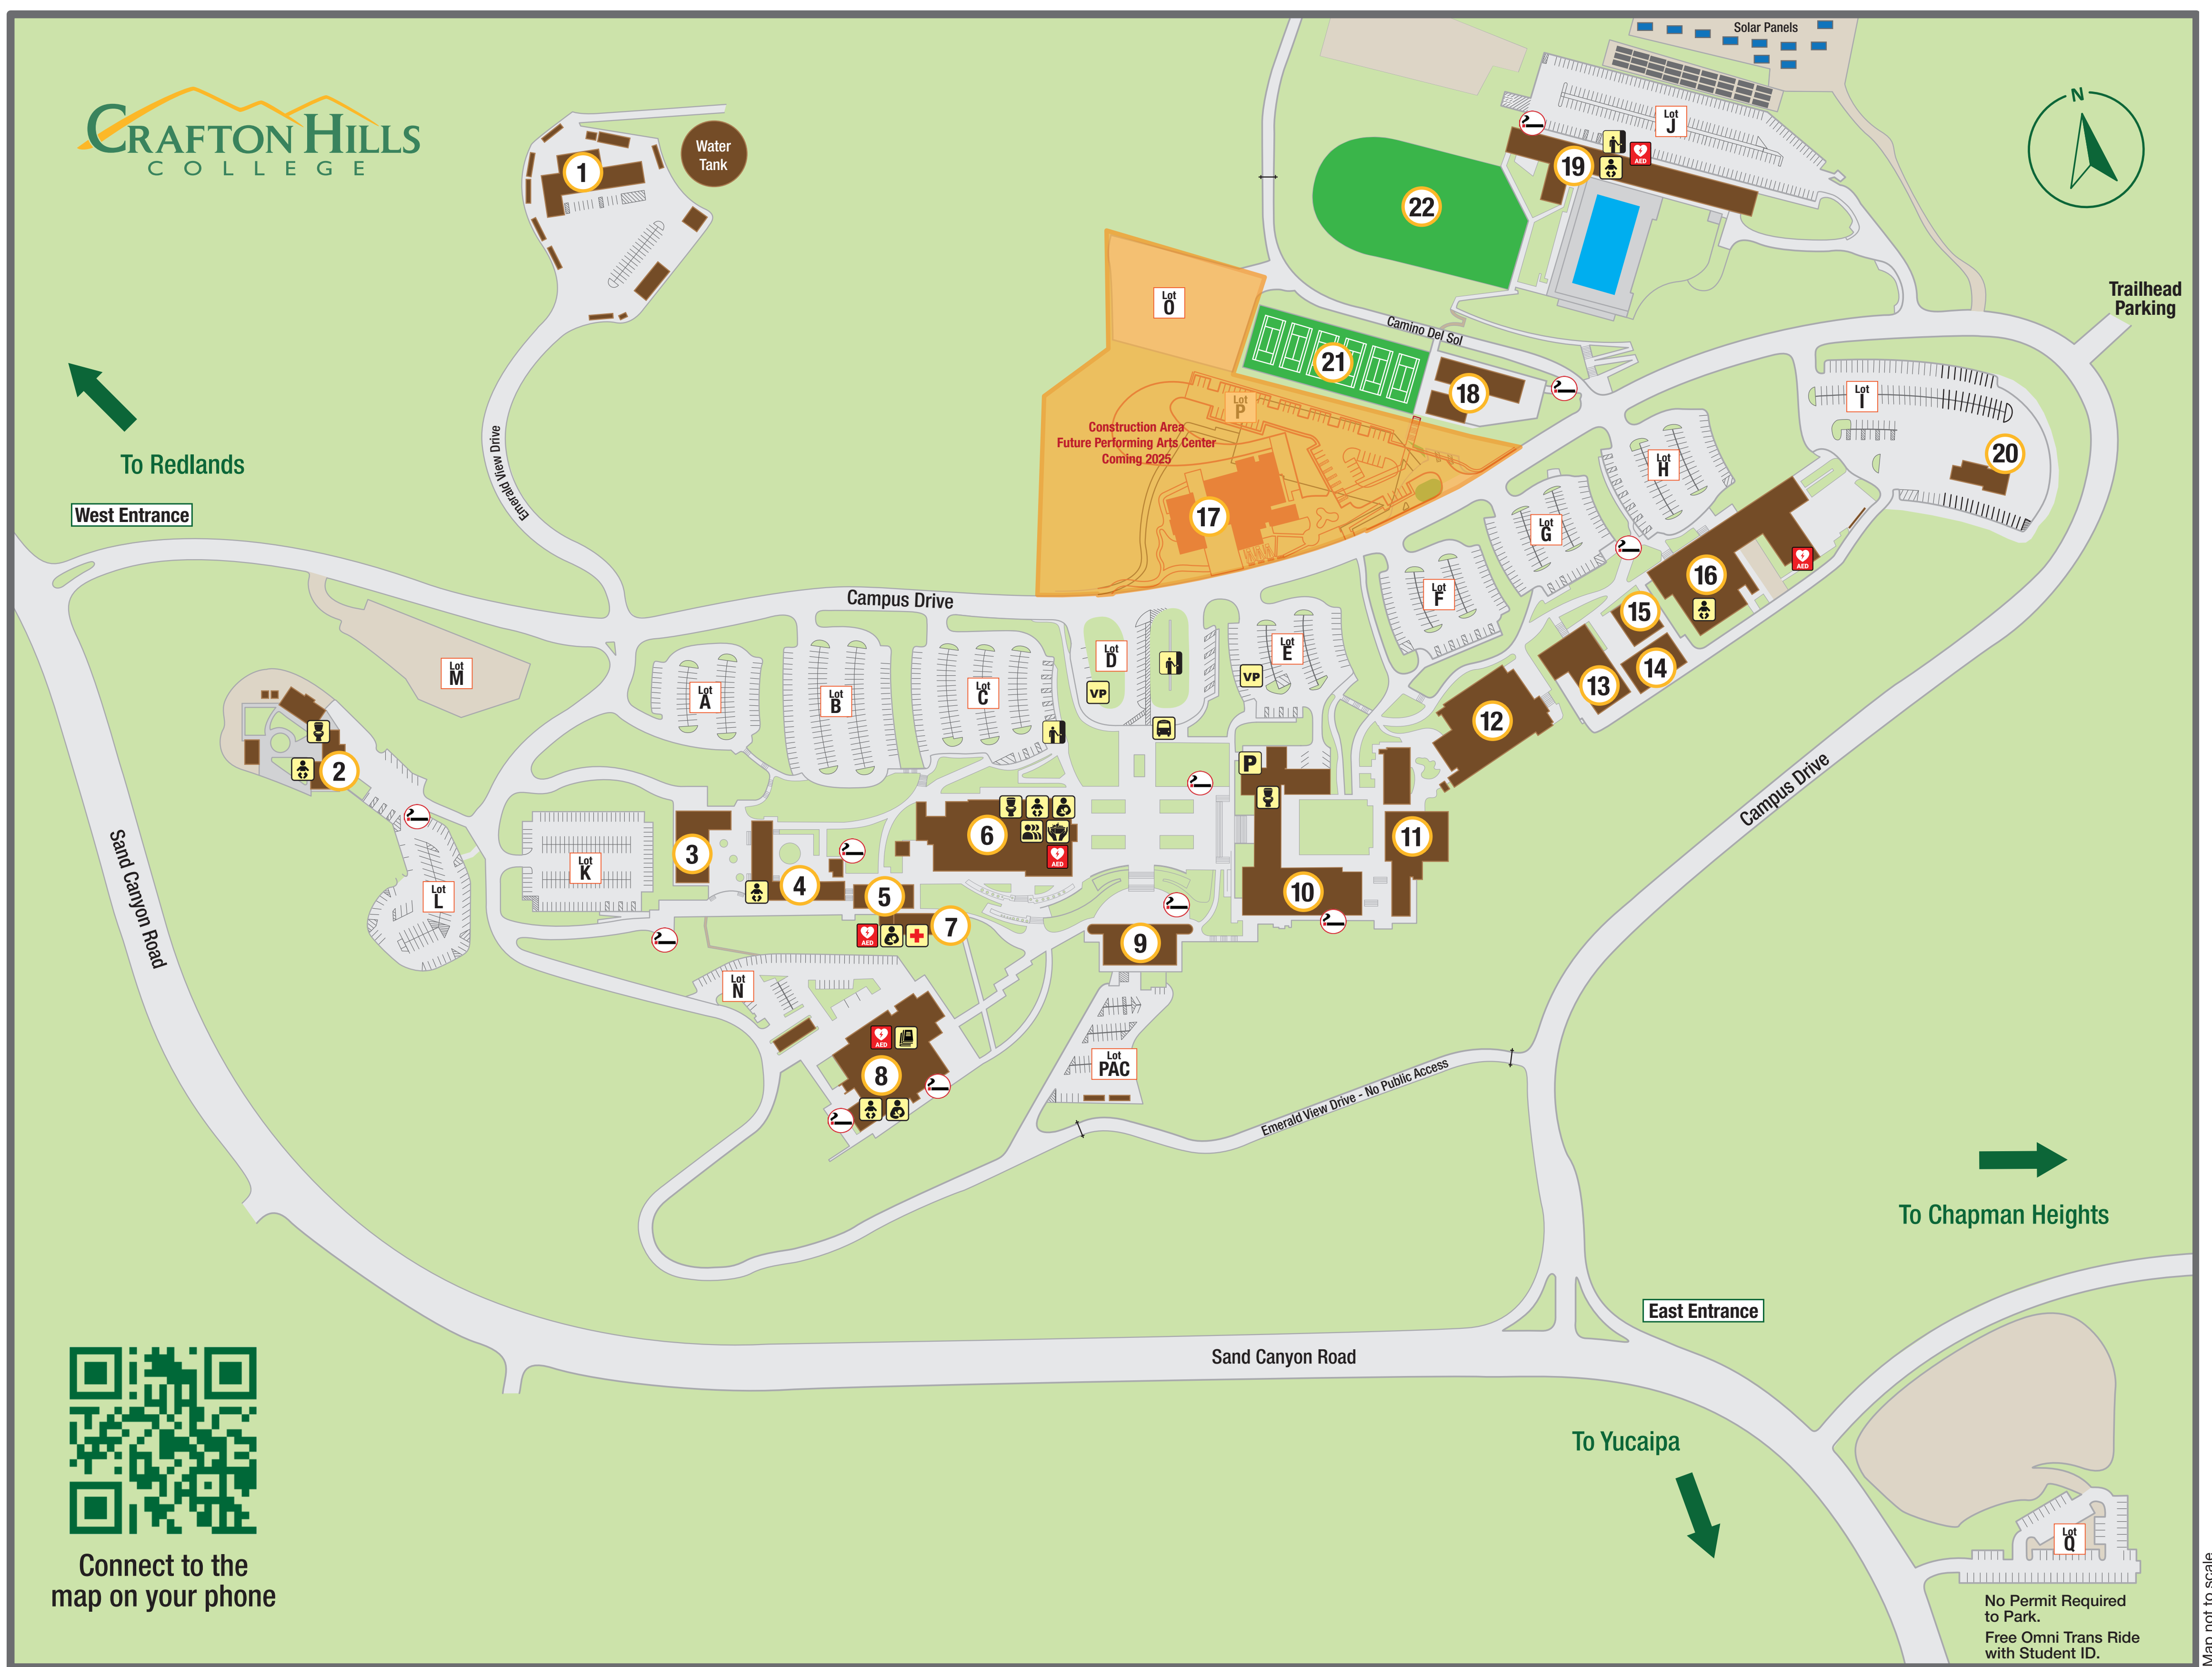 Solar Panels
N
CRAFTON HILLS
COLLEGE
Water
Tank
1
Lot
J
19
AED
22
Trailhead
Parking
Lot
O
Camino Del Sol
21
18
Lot
P
Construction Area
Future Performing Arts Center
Coming 2025
17
Lot
I
20
Lot
H
Lot
G
Lot
F
16
AED
15
14
13
12
To Redlands
West Entrance
Emerald View Drive
Campus Drive
Lot
M
Lot
A
Lot
B
Lot
C
Lot
D
VP
Lot
E
VP
2
P
Campus Drive
Sand Canyon Road
Lot
L
Lot
K
3
4
5
6
AED
7
AED
9
10
11
Lot
N
AED
8
Lot
PAC
Emerald View Drive - No Public Access
To Chapman Heights
East Entrance
Sand Canyon Road
To Yucaipa
Connect to the
map on your phone
Lot
Q
No Permit Required
to Park.
Free Omni Trans Ride
with Student ID.
Map not to scale